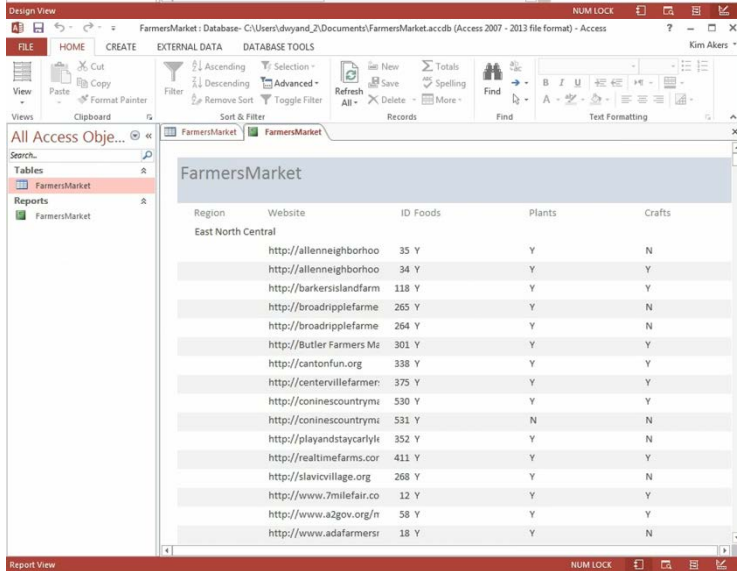 Design View NUM LOCK
FarmersMarket : Database- C:\Users\dwyand_2\Documents\FarmersMarket.accdb (Access 2007 - 2013 file format) - Access ?
FILE HOME CREATE EXTERNAL DATA DATABASE TOOLS Kim Akers
View Paste Cut Copy Format Painter
Filter Ascending Descending Remove Sort Selection Advanced Toggle Filter
Refresh All New Save Delete Totals Spelling More
Find B I U A
Views Clipboard Sort & Filter Records Find Text Formatting
All Access Obje... FarmersMarket FarmersMarket
Search..
Tables
FarmersMarket
Reports
FarmersMarket
FarmersMarket
Region Website ID Foods Plants Crafts
East North Central
http://allenneighborhoo 35 Y Y N
http://allenneighborhoo 34 Y Y Y
http://barkersislandfarm 118 Y Y Y
http://broadripplefarme 265 Y Y N
http://broadripplefarme 264 Y Y N
http://Butler Farmers Ma 301 Y Y Y
http://cantonfun.org 338 Y Y Y
http://centervillefarmer 375 Y Y Y
http://coninescountryma 530 Y Y Y
http://coninescountryma 531 Y N N
http://playandstaycarlyle 352 Y Y N
http://realtimefarms.cor 411 Y Y Y
http://slavicvillage.org 268 Y Y N
http://www.7milefair.co 12 Y Y Y
http://www.a2gov.org/n 58 Y Y Y
http://www.adafarmersr 18 Y Y N
Report View NUM LOCK